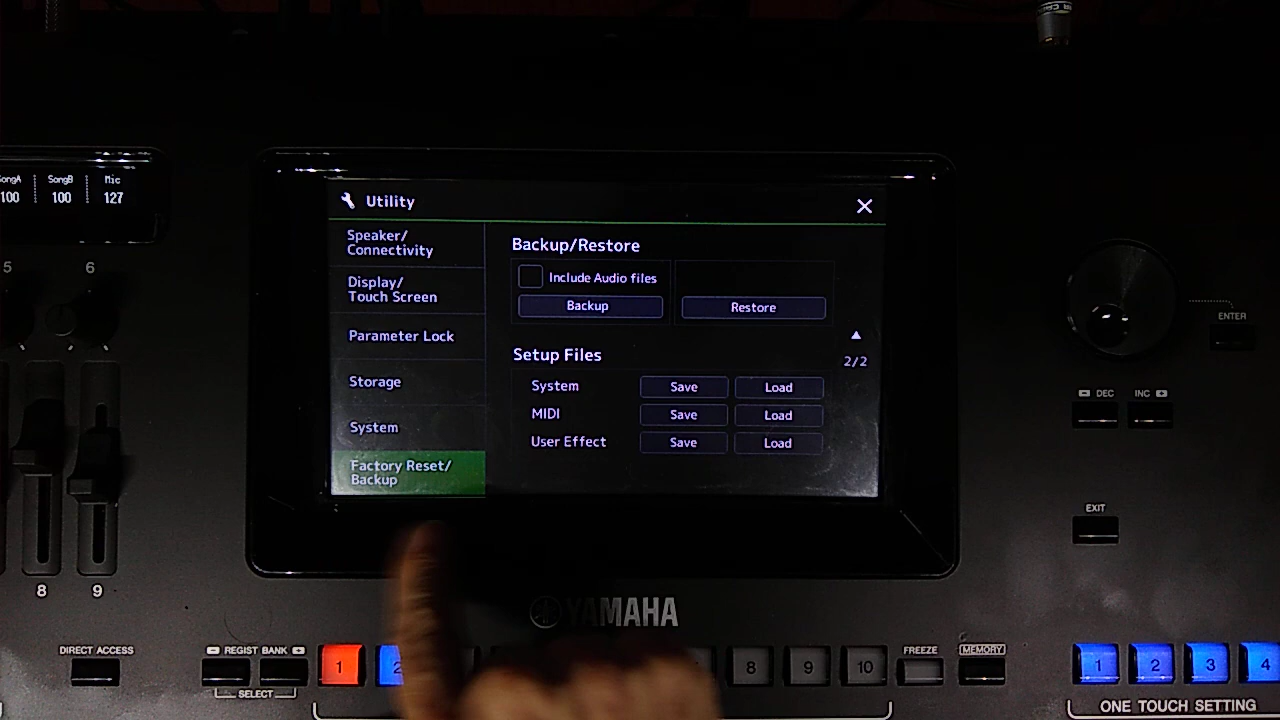 SongA
SongB
Mic
100
100
127
Utility
Speaker/
Connectivity
Display/
Touch Screen
Parameter Lock
Storage
System
Factory Reset/
Backup
Backup/Restore
Include Audio files
Backup
Restore
Setup Files
System
Save
Load
MIDI
Save
Load
User Effect
Save
Load
2/2
5
6
8
9
ENTER
DEC
INC
EXIT
YAMAHA
DIRECT ACCESS
REGIST BANK
SELECT
1
2
8
9
10
FREEZE
MEMORY
1
2
3
4
ONE TOUCH SETTING